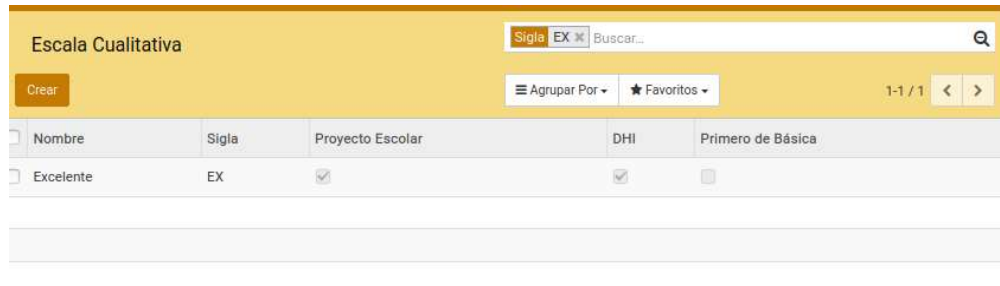 Escala Cualitativa
Sigla EX Buscar...
Crear
Agrupar Por
Favoritos
1-1 / 1
Nombre Sigla Proyecto Escolar DHI Primero de Básica
Excelente EX